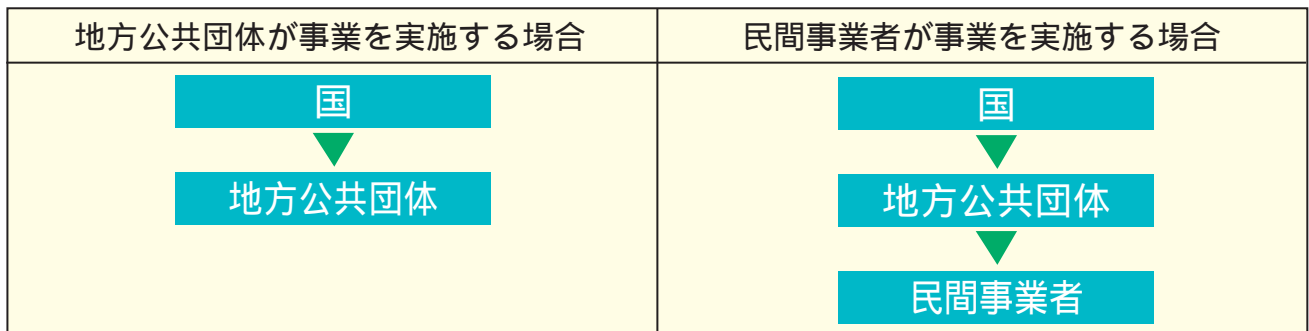 地方公共団体が事業を実施する場合
国
地方公共団体
民間事業者が事業を実施する場合
国
地方公共団体
民間事業者